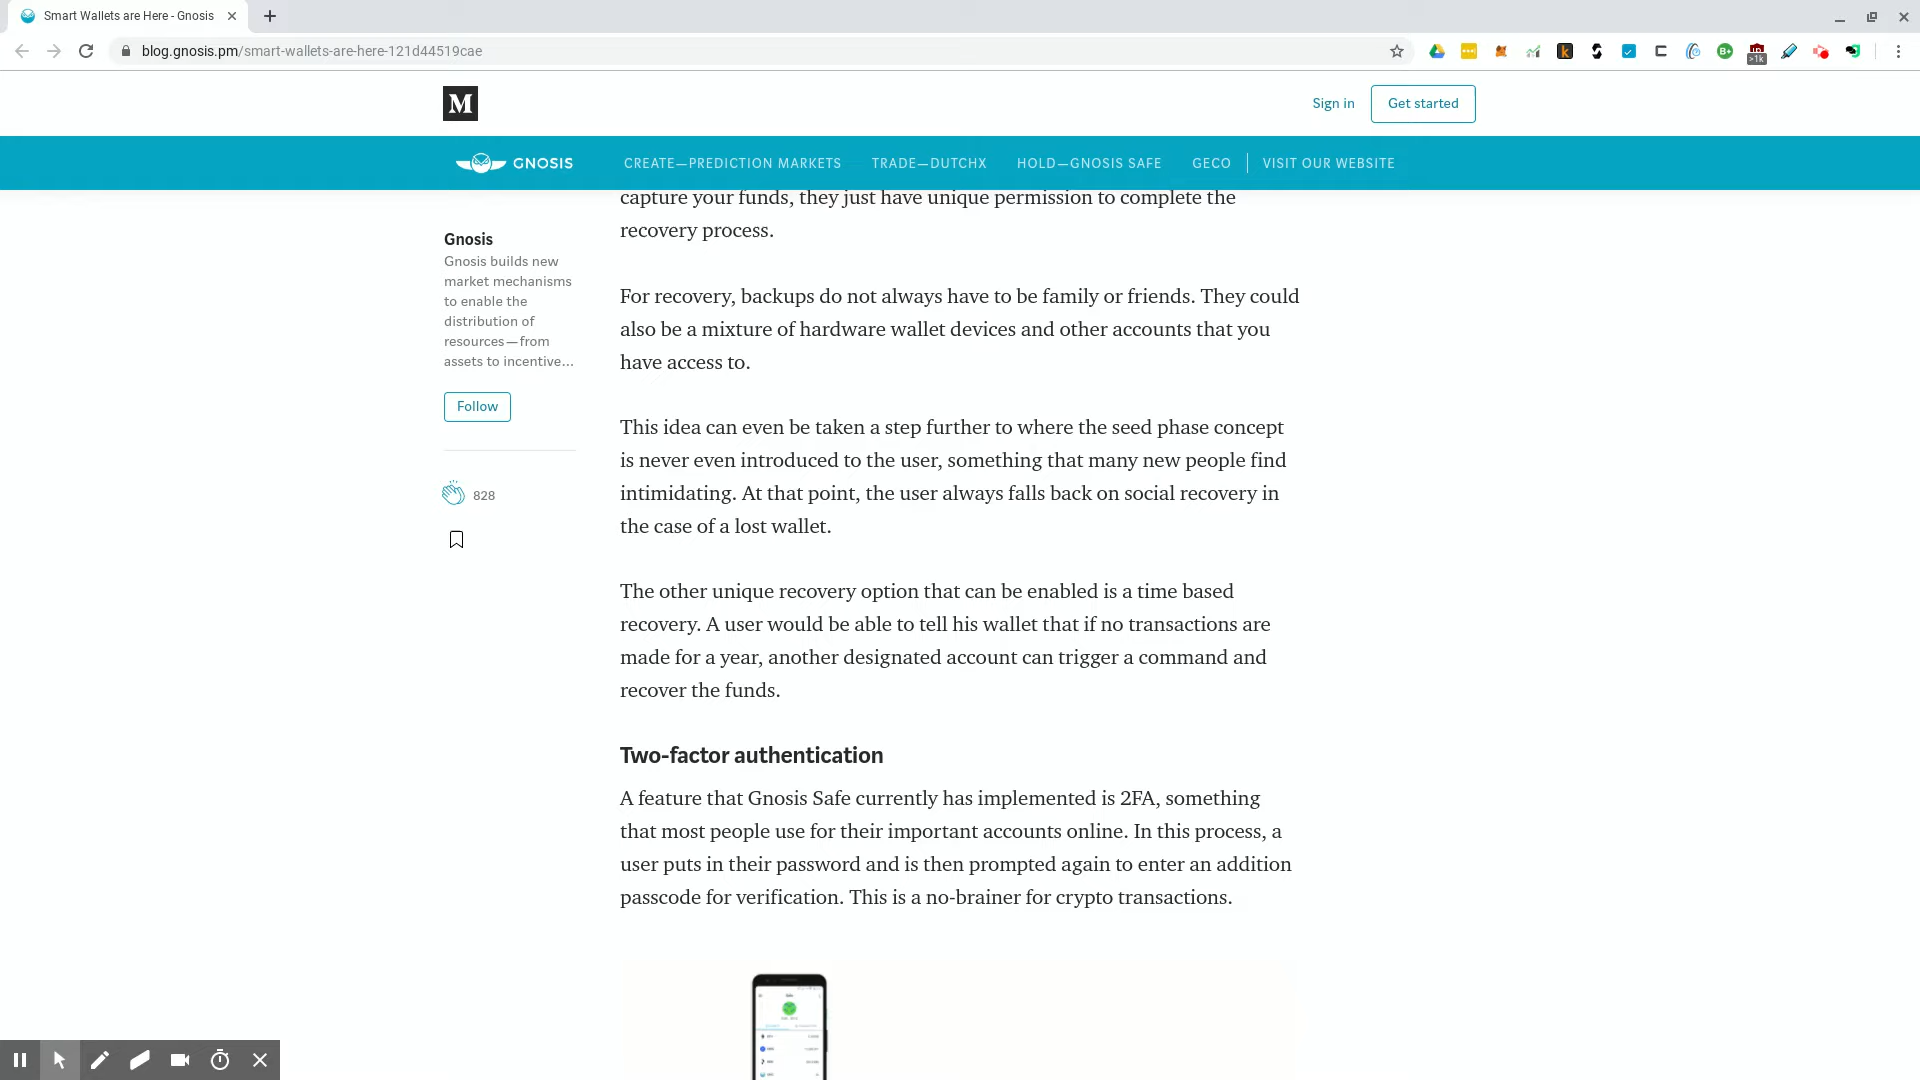 Smart Wallets are Here - Gnosis
blog.gnosis.pm/smart-wallets-are-here-121d44519cae
>1k
M
Sign in
Get started
GNOSIS
CREATE—PREDICTION MARKETS
TRADE—DUTCHX
HOLD—GNOSIS SAFE
GECO
VISIT OUR WEBSITE
Gnosis
Gnosis builds new
market mechanisms
to enable the
distribution of
resources — from
assets to incentive…
Follow
828
capture your funds, they just have unique permission to complete the
recovery process.
For recovery, backups do not always have to be family or friends. They could
also be a mixture of hardware wallet devices and other accounts that you
have access to.
This idea can even be taken a step further to where the seed phase concept
is never even introduced to the user, something that many new people find
intimidating. At that point, the user always falls back on social recovery in
the case of a lost wallet.
The other unique recovery option that can be enabled is a time based
recovery. A user would be able to tell his wallet that if no transactions are
made for a year, another designated account can trigger a command and
recover the funds.
Two-factor authentication
A feature that Gnosis Safe currently has implemented is 2FA, something
that most people use for their important accounts online. In this process, a
user puts in their password and is then prompted again to enter an addition
passcode for verification. This is a no-brainer for crypto transactions.